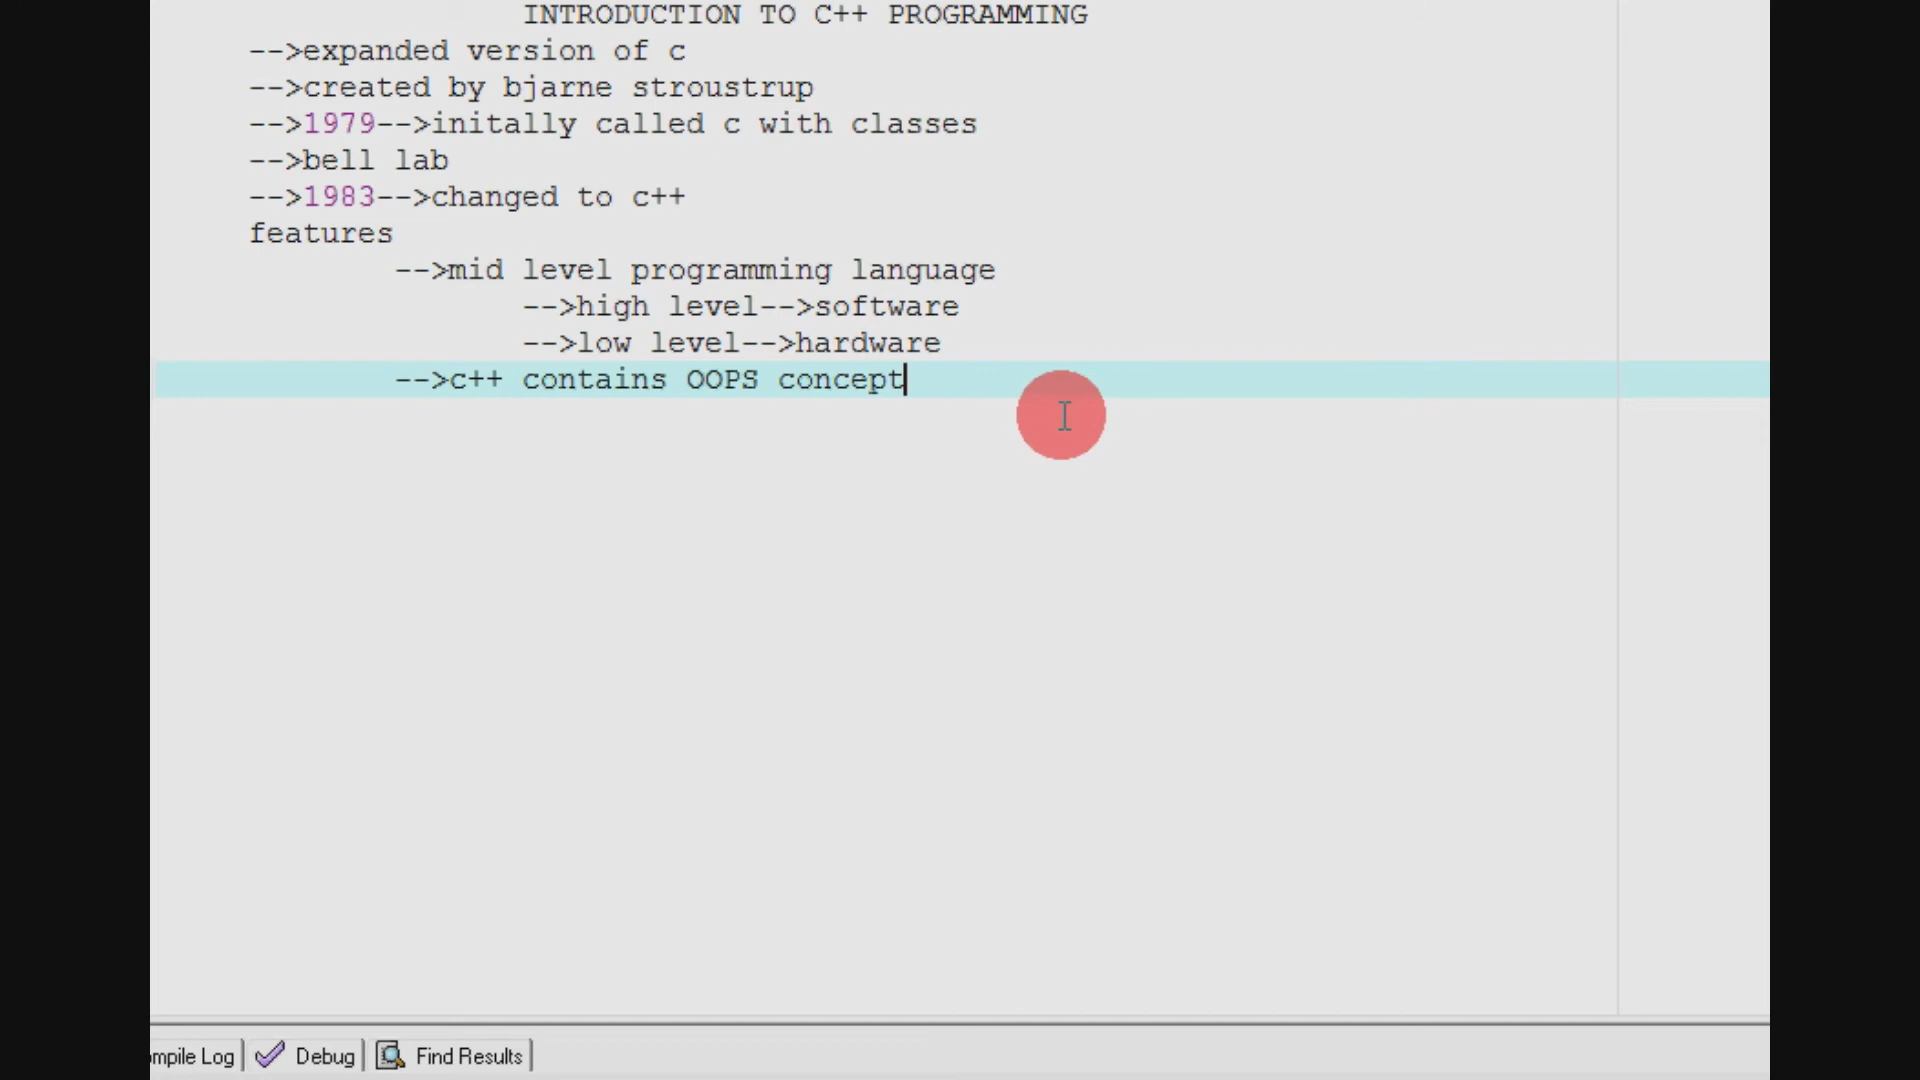 INTRODUCTION TO C++ PROGRAMMING
-->expanded version of c
-->created by bjarne stroustrup
-->1979-->initally called c with classes
-->bell lab
-->1983-->changed to c++
features
-->mid level programming language
-->high level-->software
-->low level-->hardware
-->c++ contains OOPS concept
mpile Log Debug Find Results